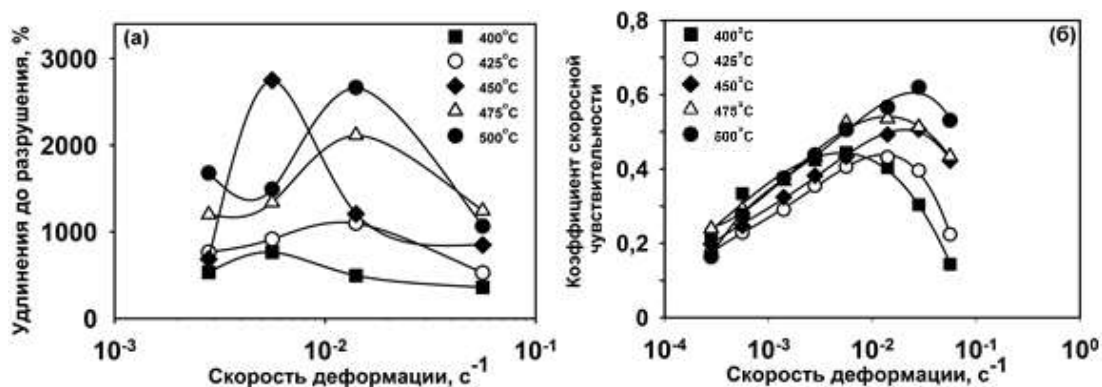 Удлинения до разрушения, %
(а)
3000
2000
1000
0
400°C
425°C
450°C
475°C
500°C
10⁻³
10⁻²
10⁻¹
Скорость деформации, с⁻¹
Коэффициент скоросной
чувствительности
(б)
0,8
0,6
0,4
0,2
0
400°C
425°C
450°C
475°C
500°C
10⁻⁴
10⁻³
10⁻²
10⁻¹
10⁰
Скорость деформации, с⁻¹